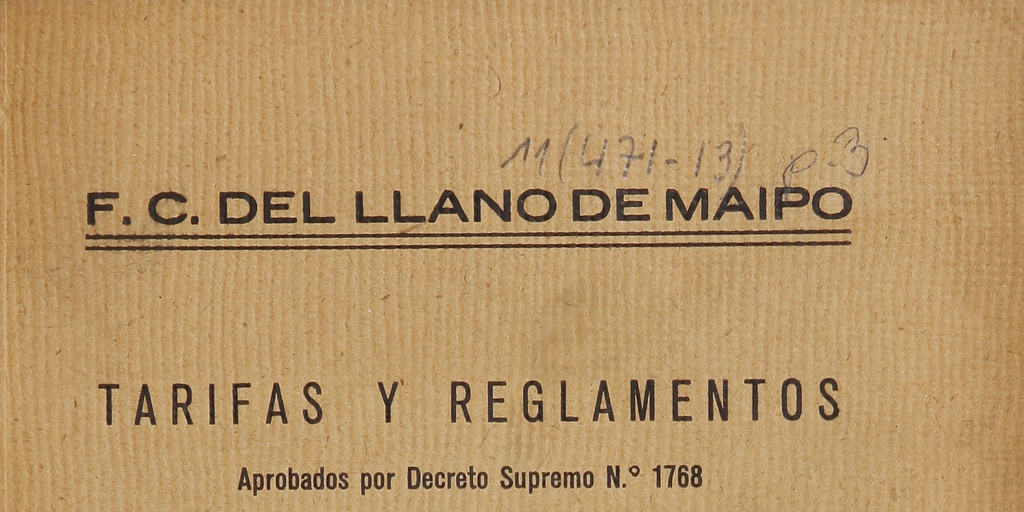 11(471-13) p.3
F. C. DEL LLANO DE MAIPO
TARIFAS Y REGLAMENTOS
Aprobados por Decreto Supremo N.° 1768